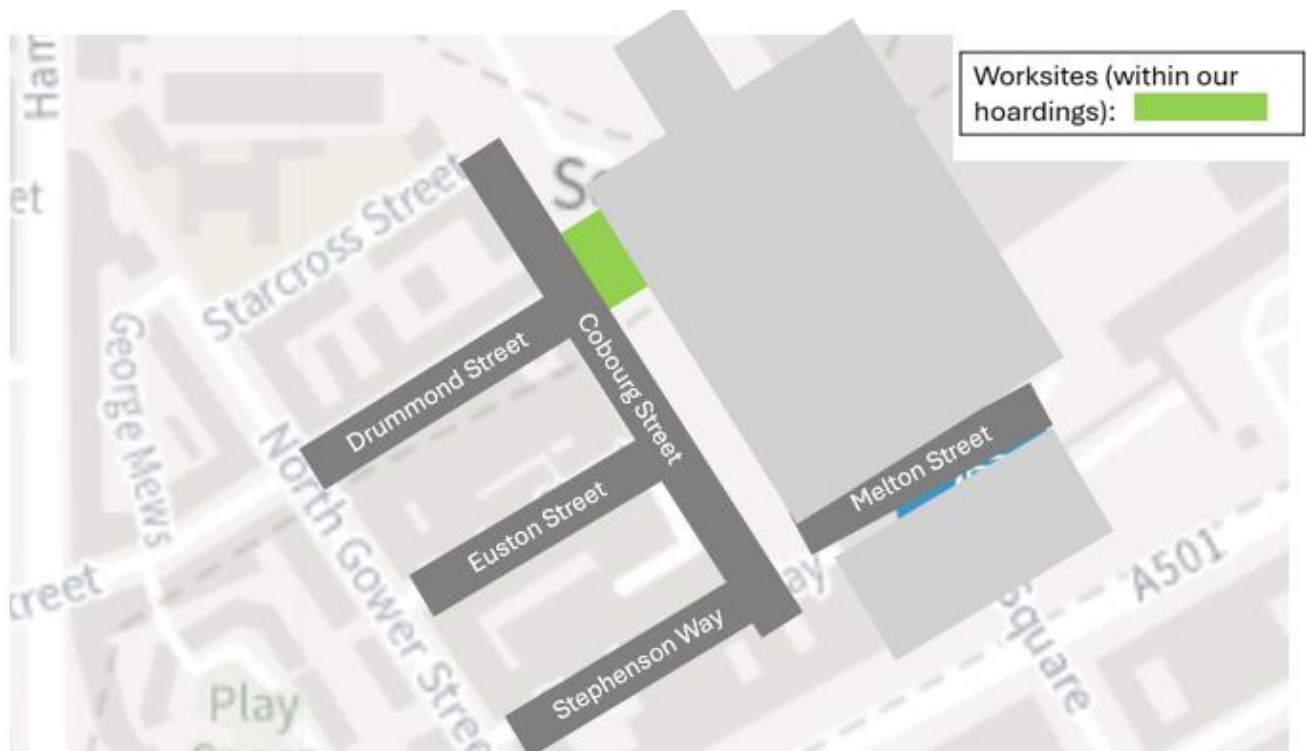 Worksites (within our
hoardings):
Starcross Street
George Mews
Drummond Street
Cobourg Street
North Gower
Euston Street
Melton Street
Stephenson Way
A501
Square
Play